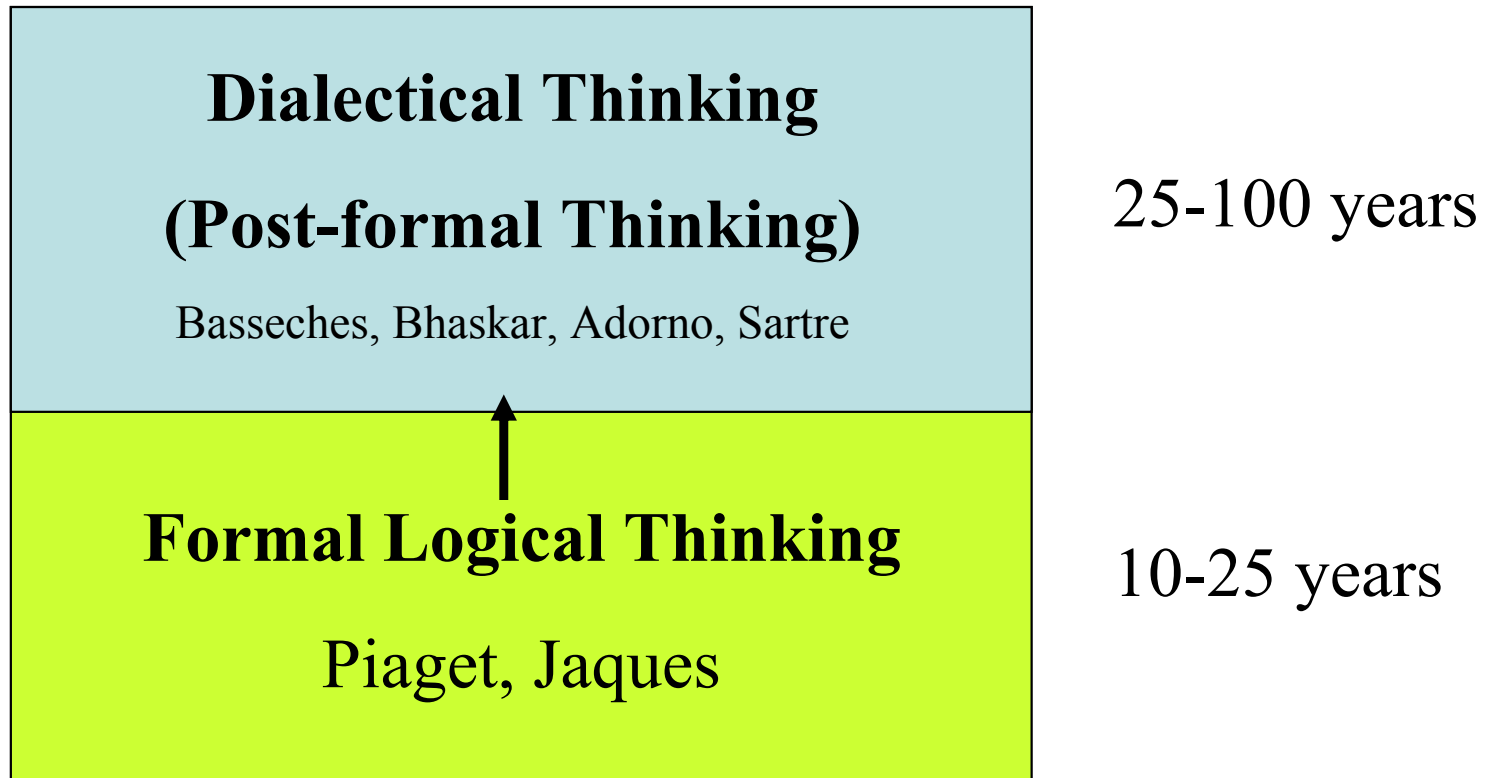 Dialectical Thinking
(Post-formal Thinking)
Basseches, Bhaskar, Adorno, Sartre
25-100 years
Formal Logical Thinking
Piaget, Jaques
10-25 years